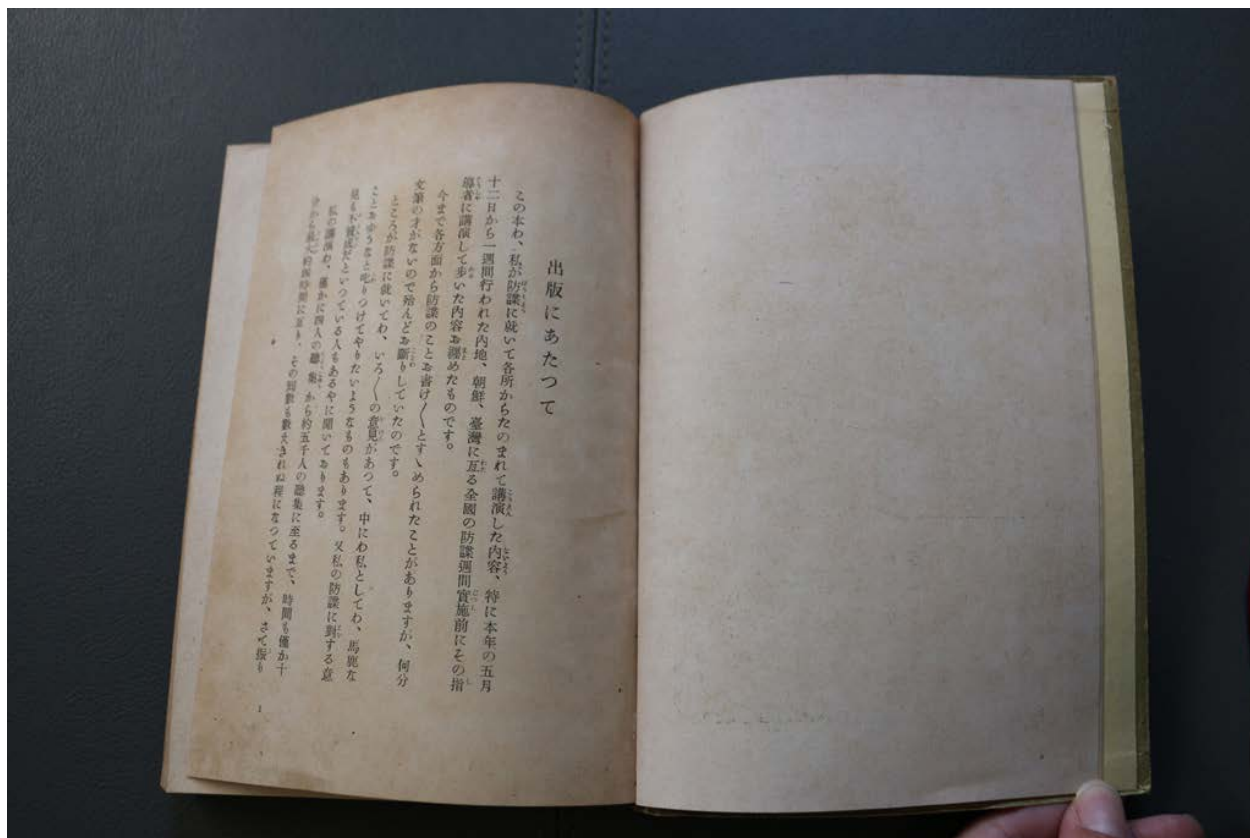 出版にあたつて
この本わ、私が防諜に就いて各所からたのまれて講演した内容、特に本年の五月
十二日から一週間行われた内地、朝鮮、臺灣に亙る全國の防諜週間實施前にその指
導者に講演して歩いた内容お纒めたものです。
今まで各方面から防諜のことお書け〳〵とすゝめられたことがありますが、何分
文筆の才がないので殆んどお斷りしていたのです。
ところが防諜に就いてわ、いろ〳〵の意見があつて、中にわ私としてわ、馬鹿な
ことおゆうなと叱りつけてやりたいようなものもあります。又私の防諜に對する意
見も不賛成だといつている人もあるやに聞いております。
私の講演わ、僅かに四人の聽集から約五千人の聽集に至るまで、時間も僅か十
分から最大約四時間に亙り、その囘數も數えきれぬ程になつていますが、さて振り
1